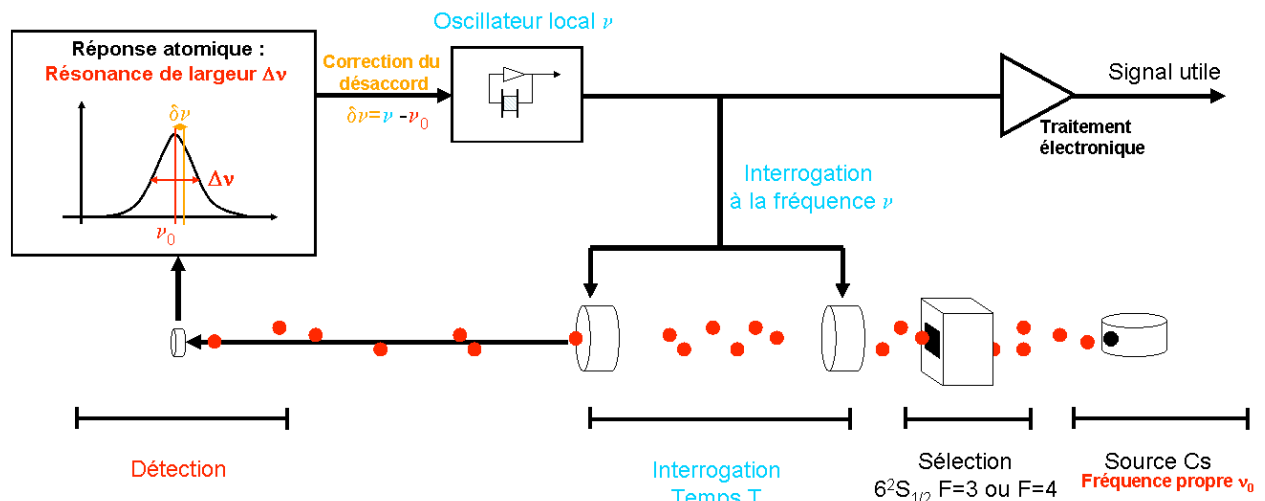 Oscillateur local ν
Réponse atomique :
Résonance de largeur Δν
δν
Δν
ν₀
Correction du
désaccord
δν=ν -ν₀
Signal utile
Traitement
électronique
Interrogation
à la fréquence ν
Détection
Interrogation
Temps T
Sélection
6²S₁/₂ F=3 ou F=4
Source Cs
Fréquence propre ν₀